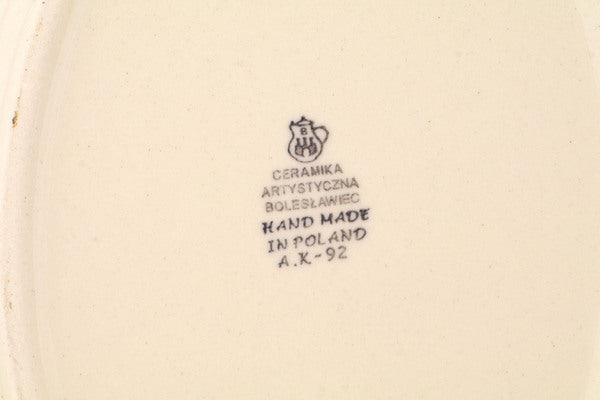 B
CERAMIKA
ARTYSTYCZNA
BOLESŁAWIEC
HAND MADE
IN POLAND
A.K-92